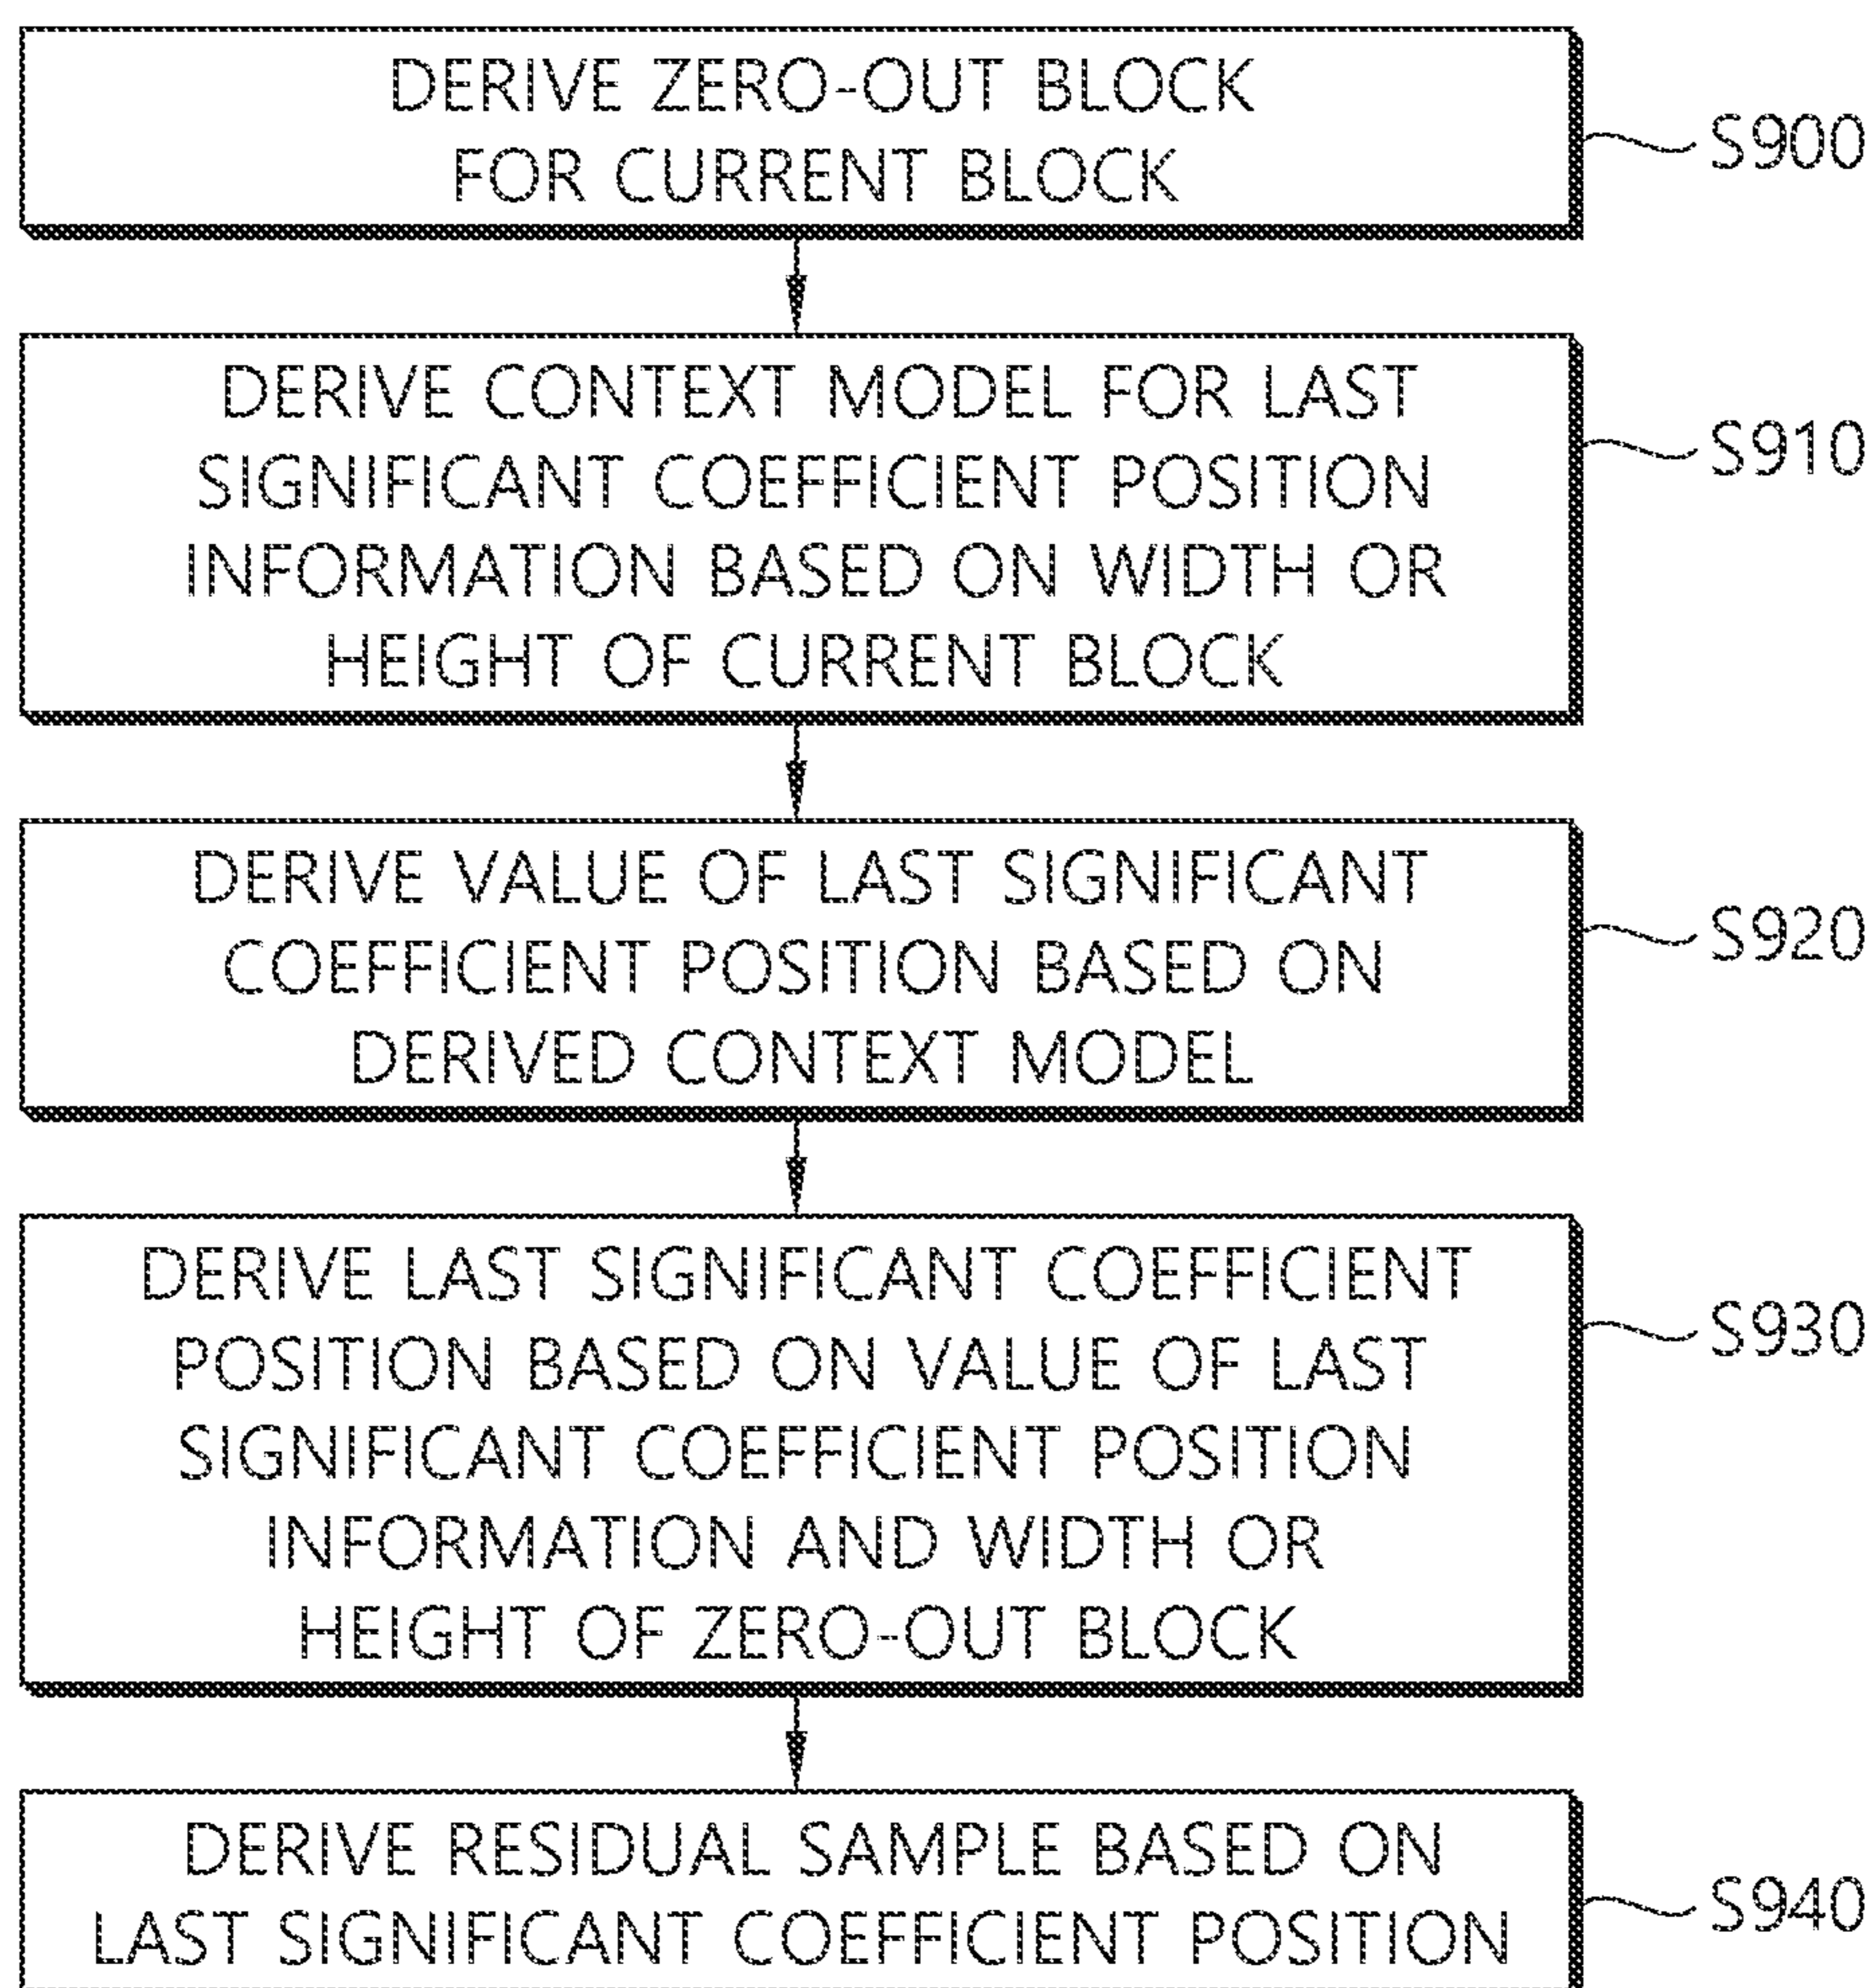 DERIVE ZERO-OUT BLOCK
FOR CURRENT BLOCK
S900
DERIVE CONTEXT MODEL FOR LAST
SIGNIFICANT COEFFICIENT POSITION
INFORMATION BASED ON WIDTH OR
HEIGHT OF CURRENT BLOCK
S910
DERIVE VALUE OF LAST SIGNIFICANT
COEFFICIENT POSITION BASED ON
DERIVED CONTEXT MODEL
S920
DERIVE LAST SIGNIFICANT COEFFICIENT
POSITION BASED ON VALUE OF LAST
SIGNIFICANT COEFFICIENT POSITION
INFORMATION AND WIDTH OR
HEIGHT OF ZERO-OUT BLOCK
S930
DERIVE RESIDUAL SAMPLE BASED ON
LAST SIGNIFICANT COEFFICIENT POSITION
S940